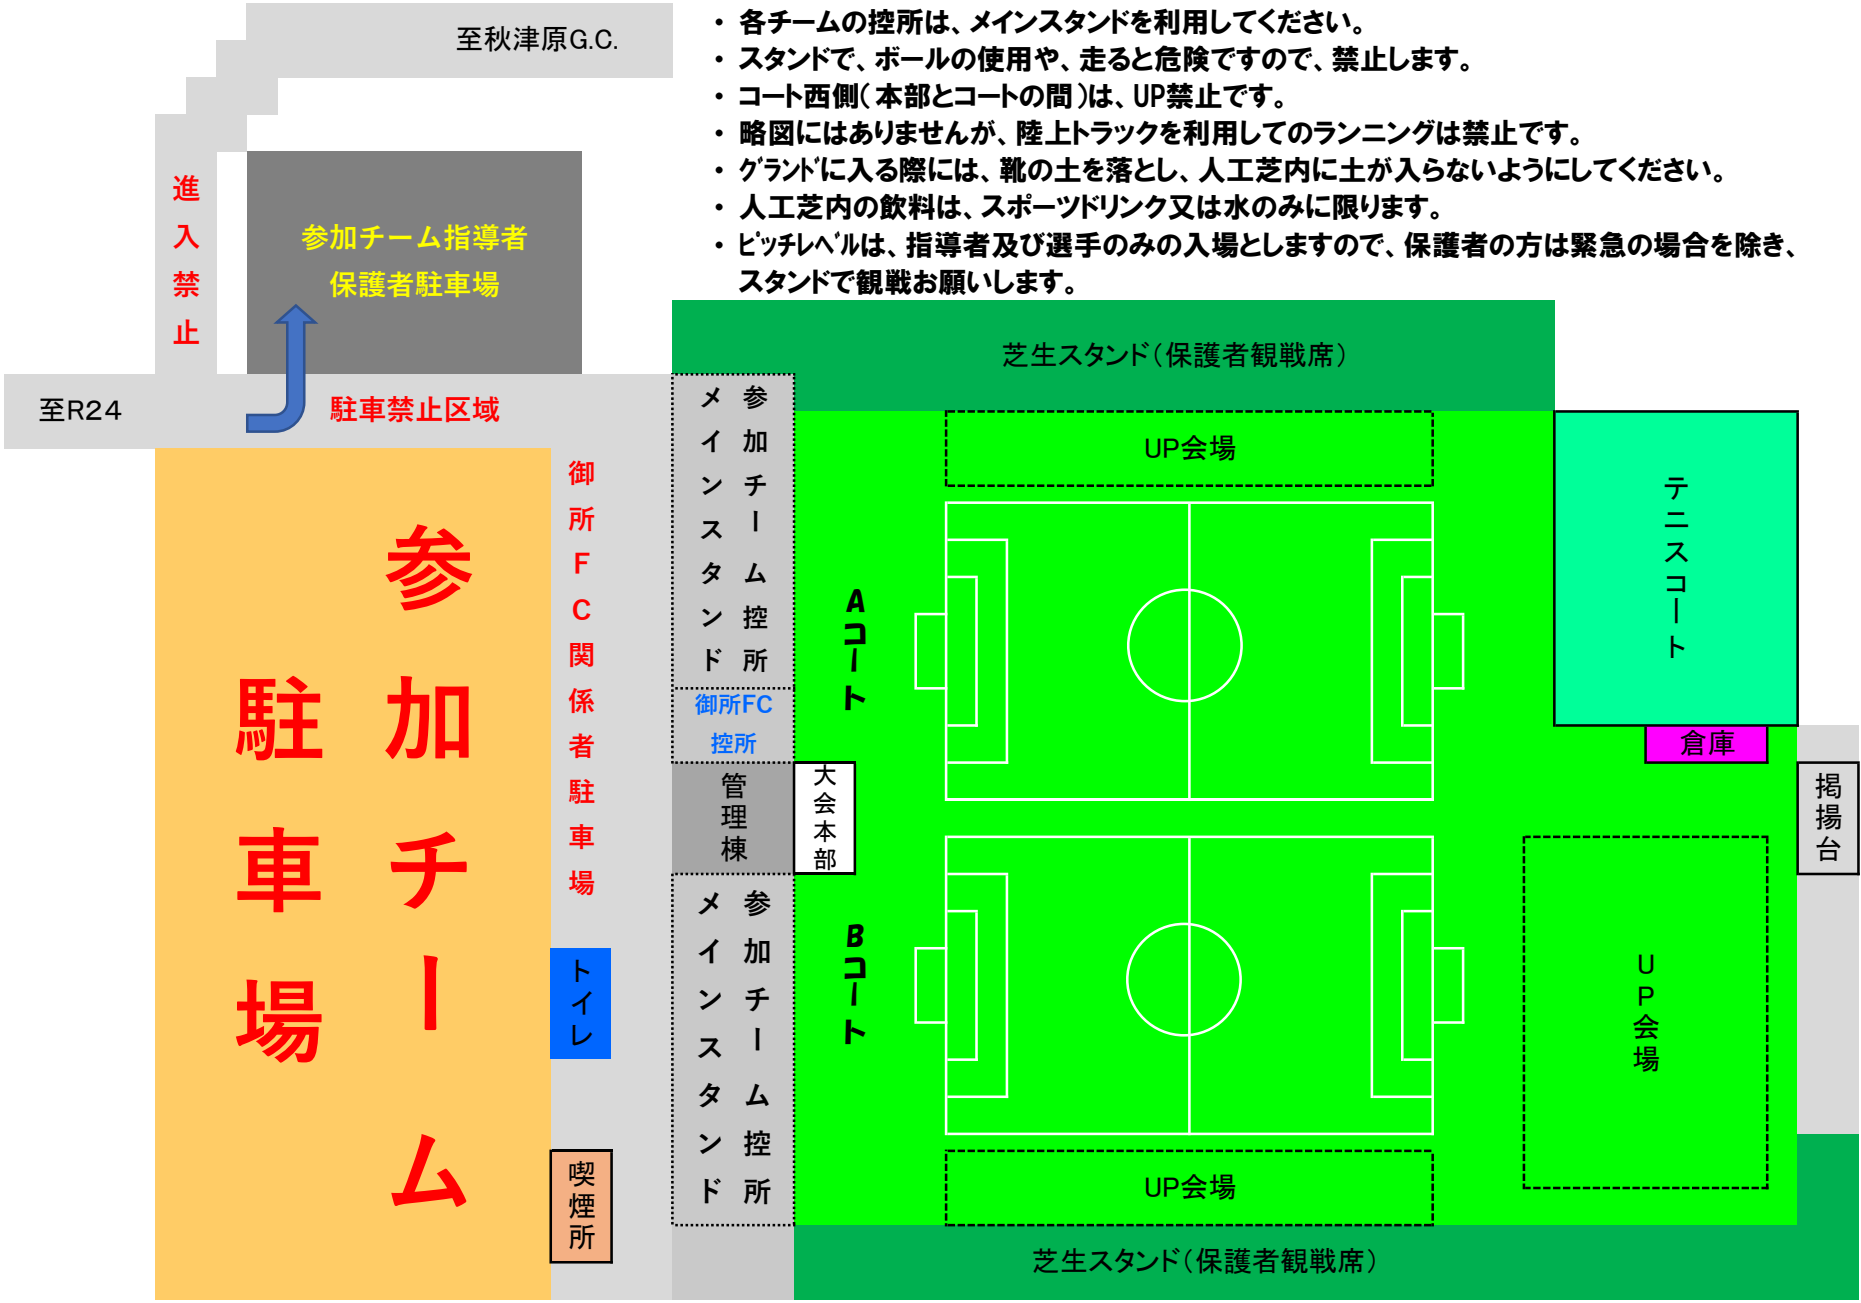 ・ 各チームの控所は、メインスタンドを利用してください。
・ スタンドで、ボールの使用や、走ると危険ですので、禁止します。
・ コート西側(本部とコートの間)は、UP禁止です。
・ 略図にはありませんが、陸上トラックを利用してのランニングは禁止です。
・ グランドに入る際には、靴の土を落とし、人工芝内に土が入らないようにしてください。
・ 人工芝内の飲料は、スポーツドリンク又は水のみに限ります。
・ ピッチレベルは、指導者及び選手のみの入場としますので、保護者の方は緊急の場合を除き、
スタンドで観戦お願いします。
至秋津原G.C.
進入禁止
参加チーム指導者
保護者駐車場
至R24
駐車禁止区域
参加チーム
駐車場
御所FC関係者駐車場
トイレ
喫煙所
参加チーム控所
メインスタンド
御所FC
控所
管理棟
大会本部
参加チーム控所
メインスタンド
芝生スタンド(保護者観戦席)
UP会場
Aコート
Bコート
テニスコート
倉庫
掲揚台
UP会場
UP会場
芝生スタンド(保護者観戦席)